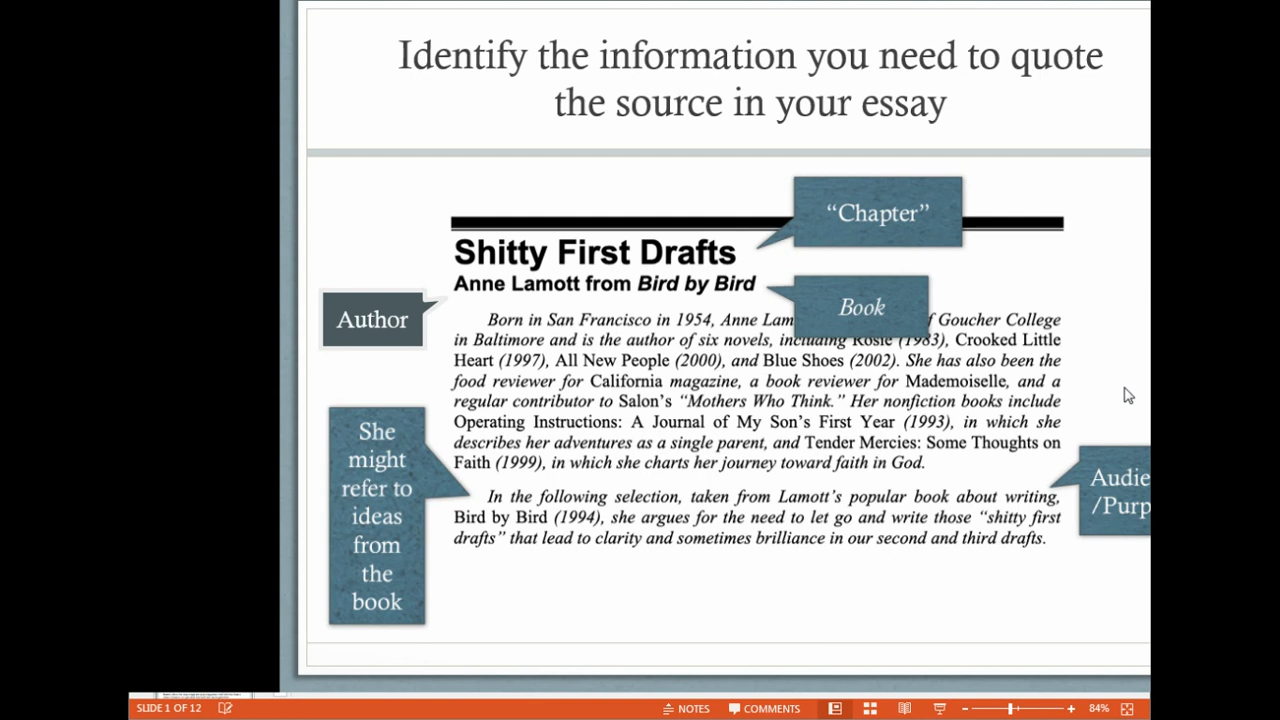 Identify the information you need to quote
the source in your essay
“Chapter”
Shitty First Drafts
Anne Lamott from Bird by Bird
Book
Author
Born in San Francisco in 1954, Anne Lam f Goucher College
in Baltimore and is the author of six novels, including Rosie (1983), Crooked Little
Heart (1997), All New People (2000), and Blue Shoes (2002). She has also been the
food reviewer for California magazine, a book reviewer for Mademoiselle, and a
regular contributor to Salon’s “Mothers Who Think.” Her nonfiction books include
Operating Instructions: A Journal of My Son’s First Year (1993), in which she
describes her adventures as a single parent, and Tender Mercies: Some Thoughts on
Faith (1999), in which she charts her journey toward faith in God.
She
might
refer to
ideas
from
the
book
Audie
/Purp
In the following selection, taken from Lamott’s popular book about writing,
Bird by Bird (1994), she argues for the need to let go and write those “shitty first
drafts” that lead to clarity and sometimes brilliance in our second and third drafts.
SLIDE 1 OF 12
NOTES
COMMENTS
84%